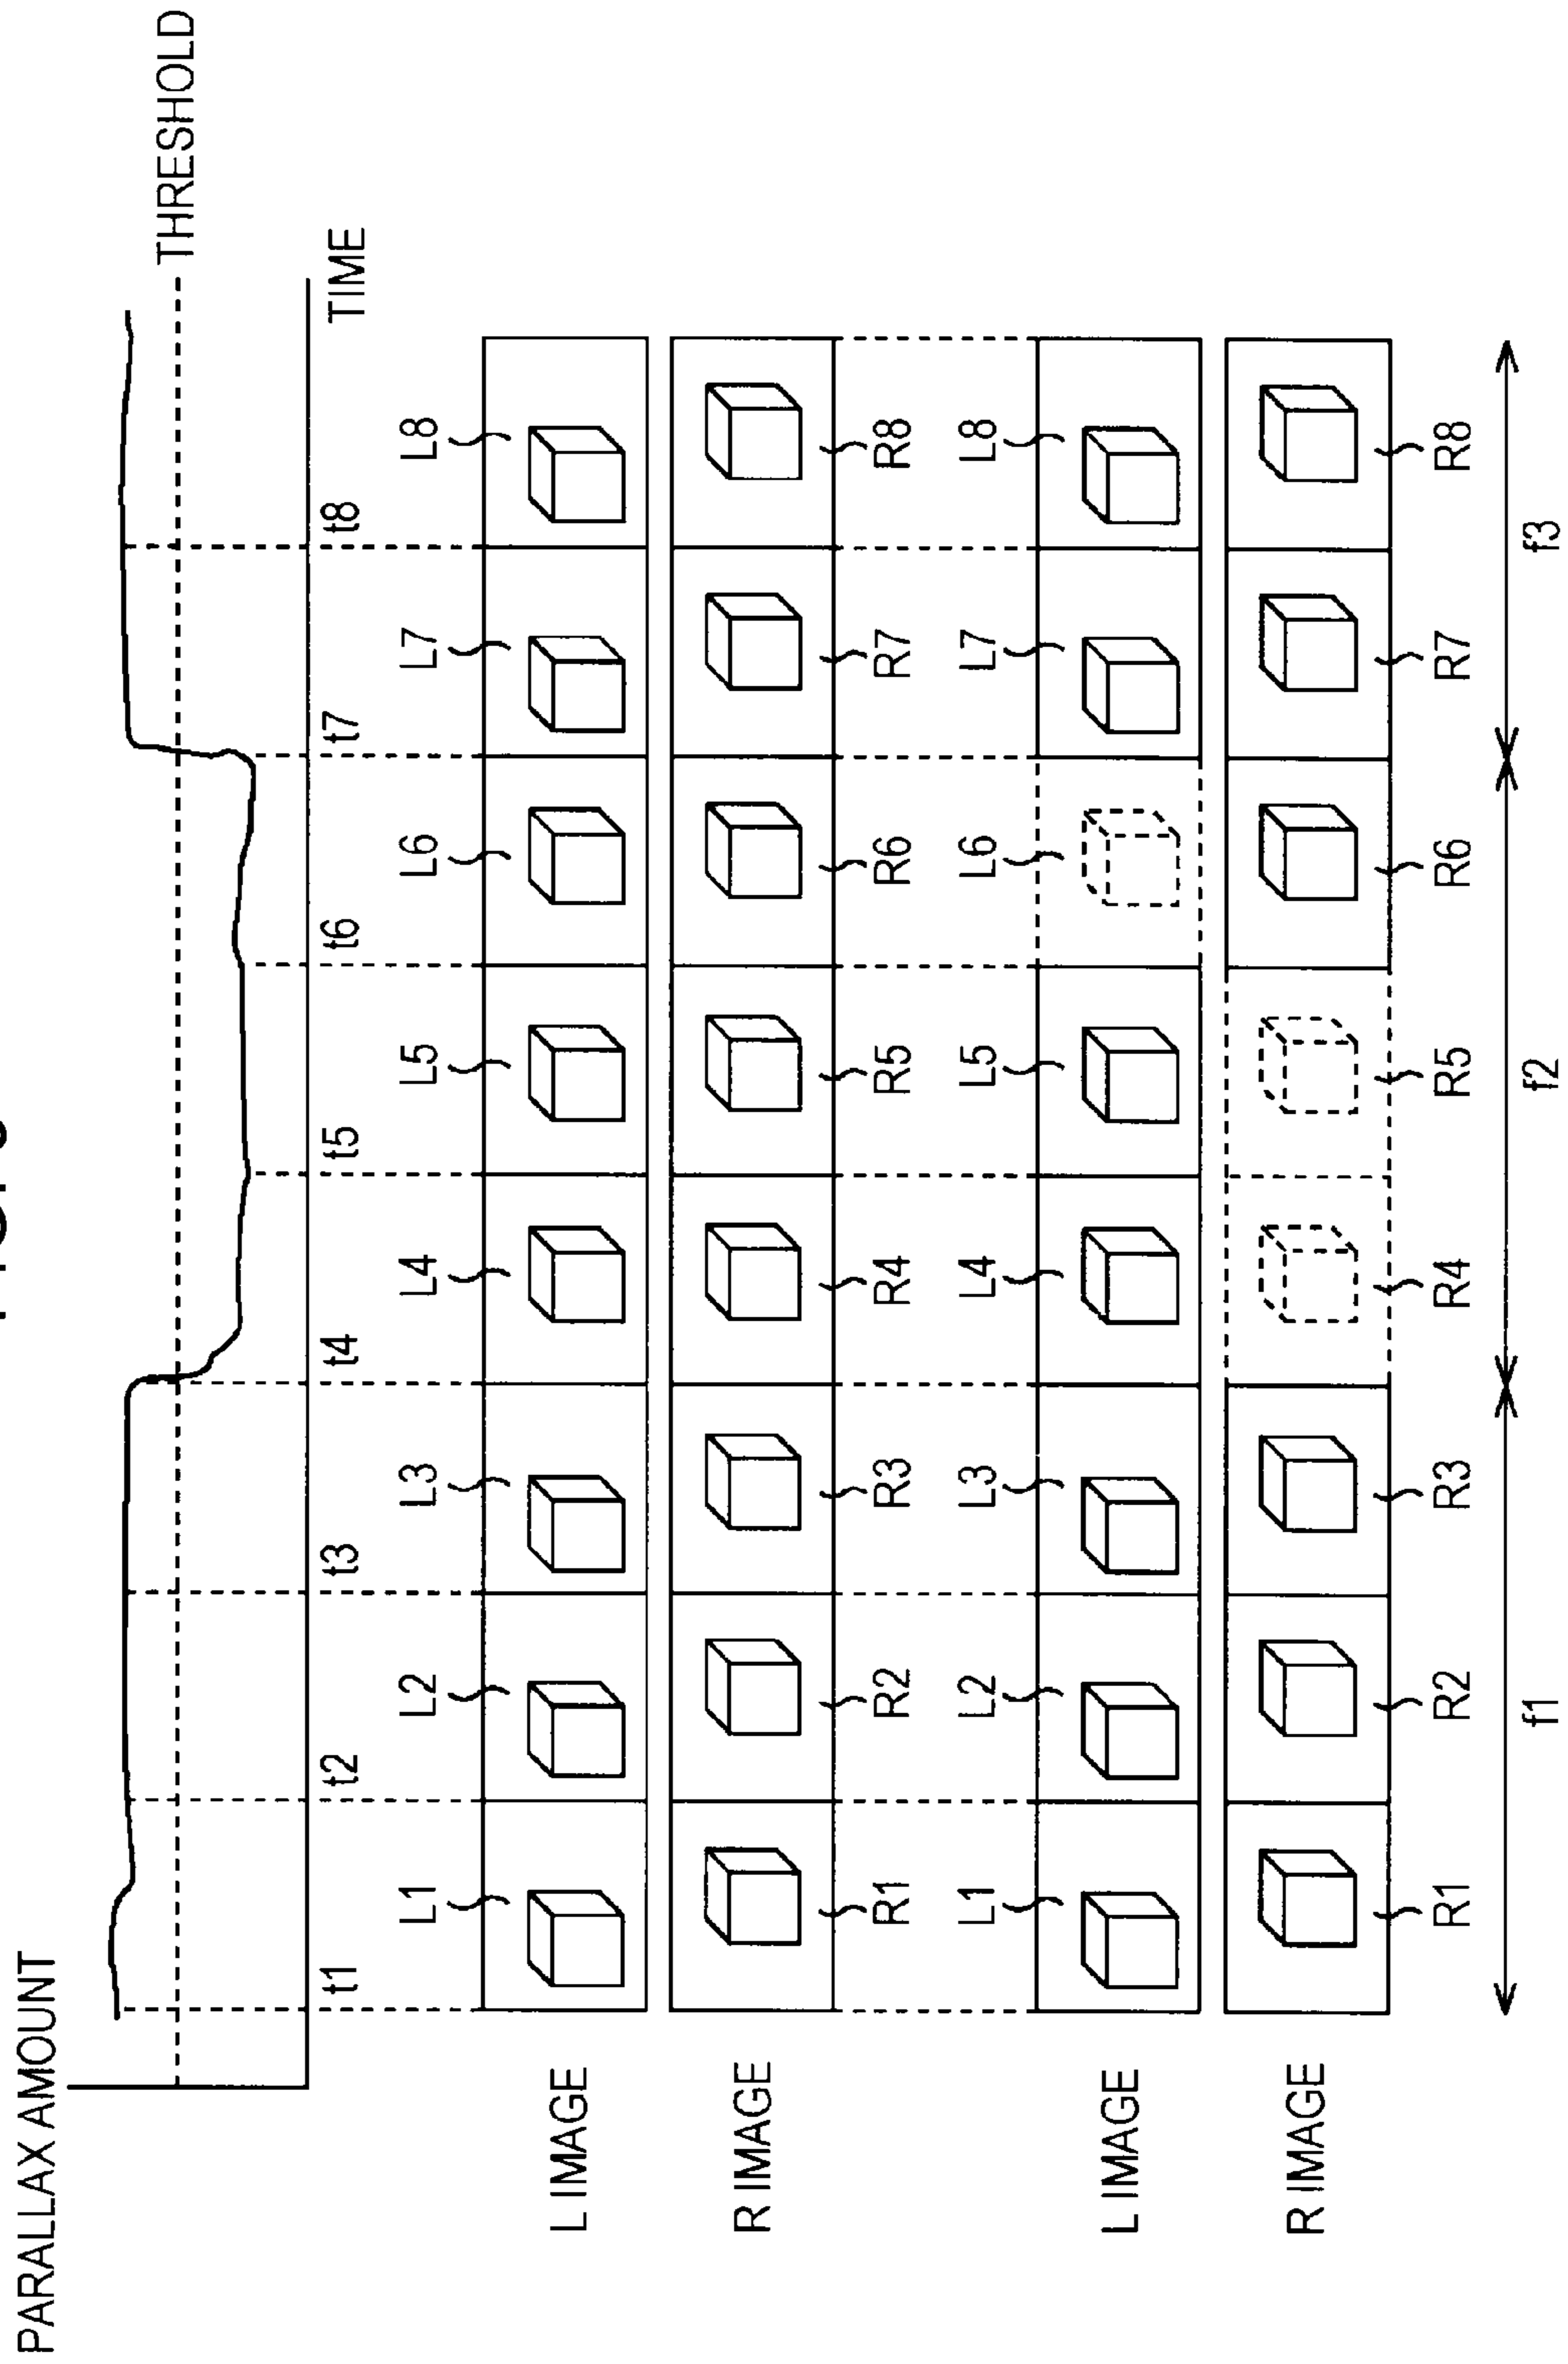 PARALLAX AMOUNT
THRESHOLD
TIME
t1 t2 t3 t4 t5 t6 t7 t8
L1 L2 L3 L4 L5 L6 L7 L8
L IMAGE
R IMAGE
R1 R2 R3 R4 R5 R6 R7 R8
L1 L2 L3 L4 L5 L6 L7 L8
L IMAGE
R IMAGE
R1 R2 R3 R4 R5 R6 R7 R8
f1 f2 f3